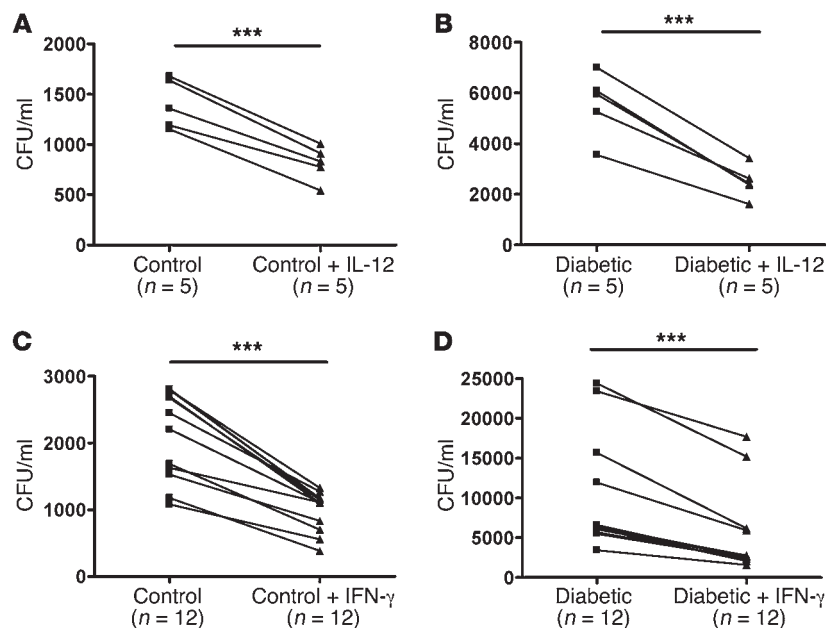 A
***
CFU/ml
2000
1500
1000
500
0
Control
(n = 5)
Control + IL-12
(n = 5)
B
***
CFU/ml
8000
6000
4000
2000
0
Diabetic
(n = 5)
Diabetic + IL-12
(n = 5)
C
***
CFU/ml
3000
2000
1000
0
Control
(n = 12)
Control + IFN-γ
(n = 12)
D
***
CFU/ml
25000
20000
15000
10000
5000
0
Diabetic
(n = 12)
Diabetic + IFN-γ
(n = 12)